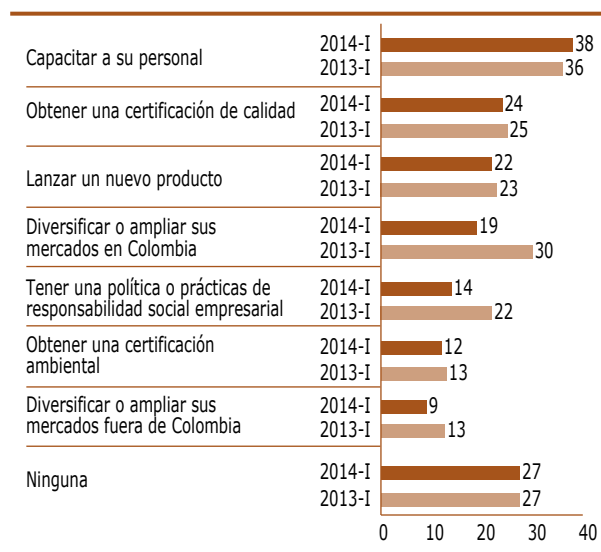 2014-I 38
Capacitar a su personal
2013-I 36
2014-I 24
Obtener una certificación de calidad
2013-I 25
2014-I 22
Lanzar un nuevo producto
2013-I 23
Diversificar o ampliar sus 2014-I 19
mercados en Colombia 2013-I 30
Tener una política o prácticas de 2014-I 14
responsabilidad social empresarial 2013-I 22
Obtener una certificación 2014-I 12
ambiental 2013-I 13
Diversificar o ampliar sus 2014-I 9
mercados fuera de Colombia 2013-I 13
2014-I 27
Ninguna
2013-I 27
0 10 20 30 40